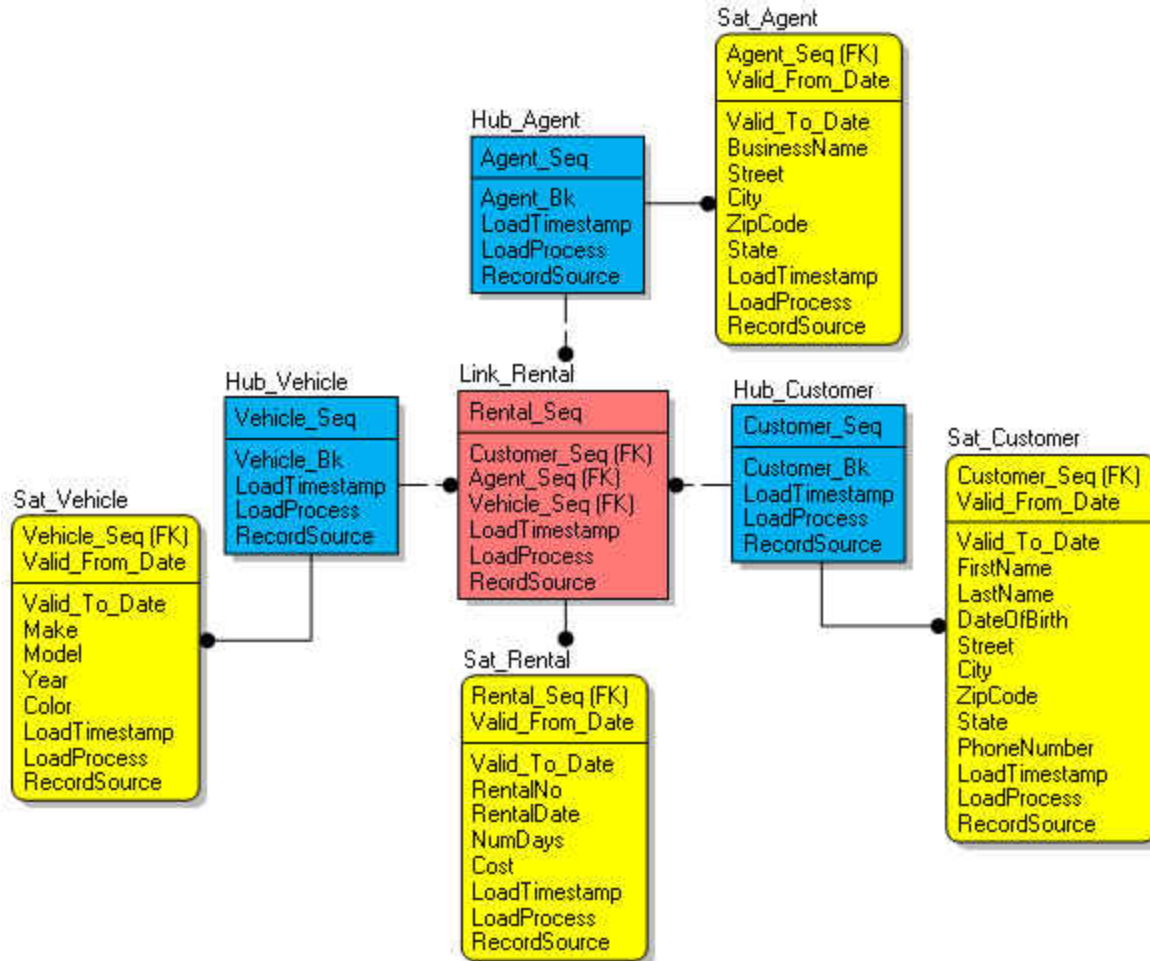 Sat_Agent
Agent_Seq (FK)
Valid_From_Date
Valid_To_Date
BusinessName
Street
City
ZipCode
State
LoadTimestamp
LoadProcess
RecordSource
Hub_Agent
Agent_Seq
Agent_Bk
LoadTimestamp
LoadProcess
RecordSource
Hub_Vehicle
Vehicle_Seq
Vehicle_Bk
LoadTimestamp
LoadProcess
RecordSource
Link_Rental
Rental_Seq
Customer_Seq (FK)
Agent_Seq (FK)
Vehicle_Seq (FK)
LoadTimestamp
LoadProcess
ReordSource
Hub_Customer
Customer_Seq
Customer_Bk
LoadTimestamp
LoadProcess
RecordSource
Sat_Customer
Customer_Seq (FK)
Valid_From_Date
Valid_To_Date
FirstName
LastName
DateOfBirth
Street
City
ZipCode
State
PhoneNumber
LoadTimestamp
LoadProcess
RecordSource
Sat_Vehicle
Vehicle_Seq (FK)
Valid_From_Date
Valid_To_Date
Make
Model
Year
Color
LoadTimestamp
LoadProcess
RecordSource
Sat_Rental
Rental_Seq (FK)
Valid_From_Date
Valid_To_Date
RentalNo
RentalDate
NumDays
Cost
LoadTimestamp
LoadProcess
RecordSource